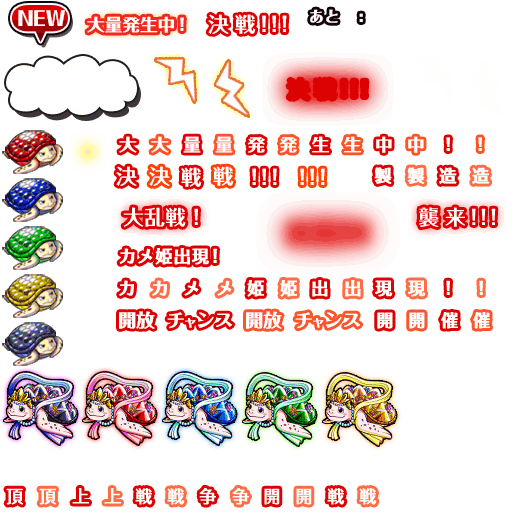 NEW
大量発生中! 決戦!!! あと :
決戦!!!
大大量量発発生生中中!!
決決戦戦!!!!!! 製製造造
大乱戦! 襲来!!!
カメ姫出現!
カカメメ姫姫出出現現!!
開放 チャンス 開放 チャンス 開開催催
頂頂上上戦戦争争開開戦戦